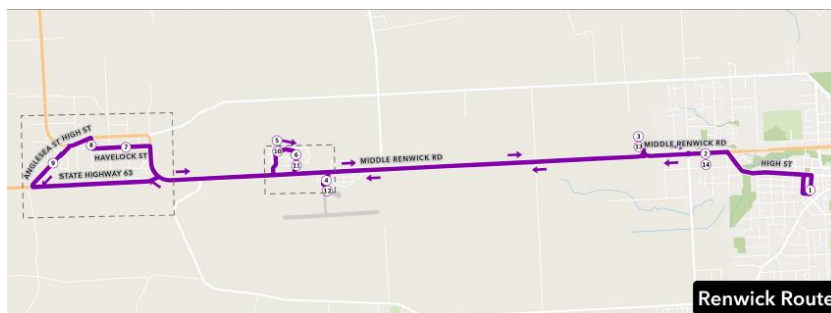 ANGLESEA ST HIGH ST
8
7
9
HAVELOCK ST
STATE HIGHWAY 63
5
10
6
11
4
12
MIDDLE RENWICK RD
3
13
MIDDLE RENWICK RD
2
14
HIGH ST
1
Renwick Route